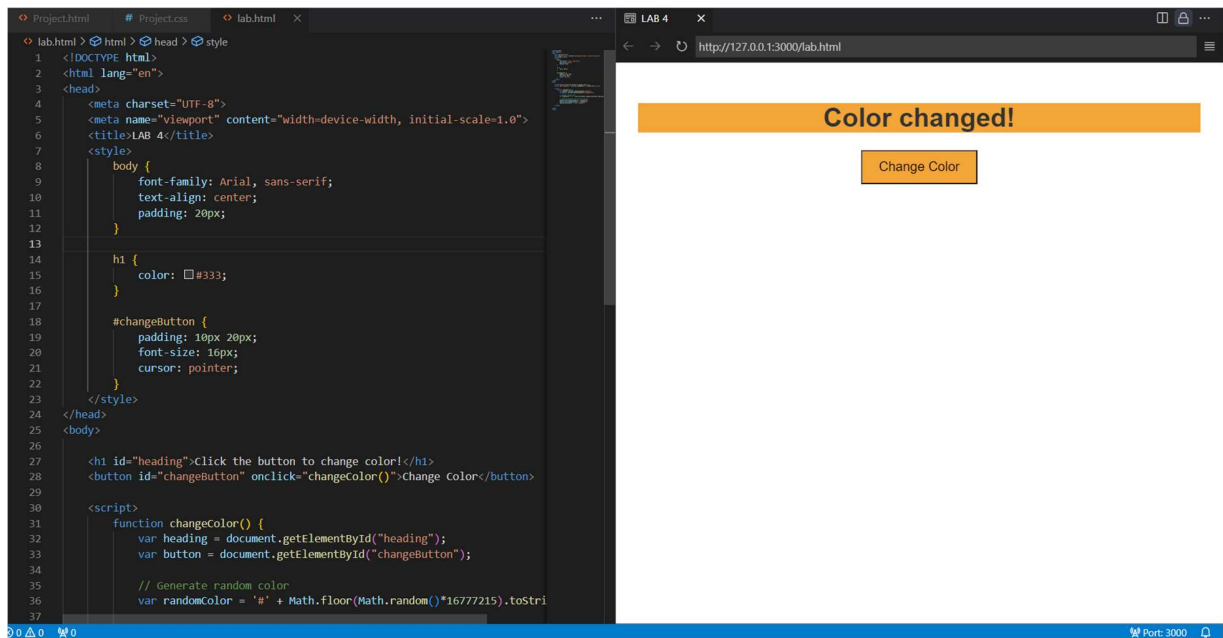 Project.html # Project.css lab.html
lab.html > html > head > style
1 <!DOCTYPE html>
2 <html lang="en">
3 <head>
4 <meta charset="UTF-8">
5 <meta name="viewport" content="width=device-width, initial-scale=1.0">
6 <title>LAB 4</title>
7 <style>
8 body {
9 font-family: Arial, sans-serif;
10 text-align: center;
11 padding: 20px;
12 }
13
14 h1 {
15 color: #333;
16 }
17
18 #changeButton {
19 padding: 10px 20px;
20 font-size: 16px;
21 cursor: pointer;
22 }
23 </style>
24 </head>
25 <body>
26
27 <h1 id="heading">Click the button to change color!</h1>
28 <button id="changeButton" onclick="changeColor()">Change Color</button>
29
30 <script>
31 function changeColor() {
32 var heading = document.getElementById("heading");
33 var button = document.getElementById("changeButton");
34
35 // Generate random color
36 var randomColor = '#' + Math.floor(Math.random()*16777215).toStri
37
0 0 0
LAB 4
http://127.0.0.1:3000/lab.html
Color changed!
Change Color
Port: 3000